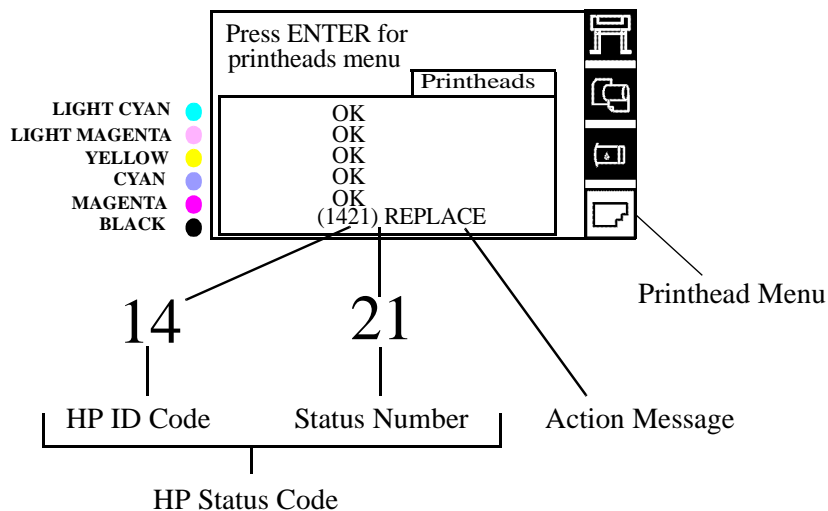 Press ENTER for
printheads menu
Printheads
LIGHT CYAN OK
LIGHT MAGENTA OK
YELLOW OK
CYAN OK
MAGENTA OK
BLACK (1421) REPLACE
Printhead Menu
14 21
HP ID Code Status Number Action Message
HP Status Code